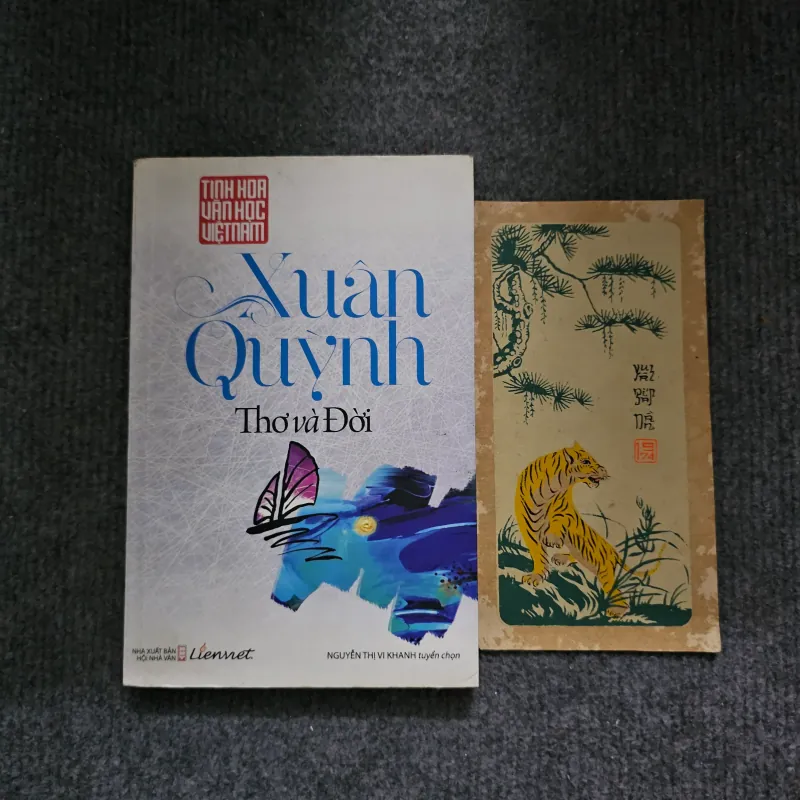 TINH HOA
VĂN HỌC
VIỆT NAM
Xuân
Quỳnh
Thơ và Đời
NHÀ XUẤT BẢN
HỘI NHÀ VĂN
Lienviet
NGUYỄN THỊ VI KHANH tuyển chọn